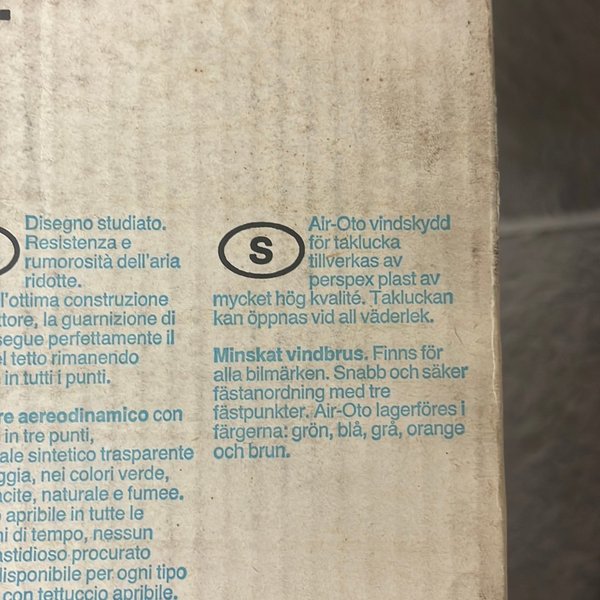 Disegno studiato.
Resistenza e
rumorosità dell'aria
ridotte.
l'ottima construzione
ttore, la guarnizione di
segue perfettamente il
el tetto rimanendo
in tutti i punti.
re aereodinamico con
in tre punti,
ale sintetico trasparente
ggia, nei colori verde,
acite, naturale e fumee.
o apribile in tutte le
ni di tempo, nessun
astidioso procurato
disponibile per ogni tipo
con tettuccio apribile.
S
Air-Oto vindskydd
för taklucka
tillverkas av
perspex plast av
mycket hög kvalité. Takluckan
kan öppnas vid all väderlek.
Minskat vindbrus. Finns för
alla bilmärken. Snabb och säker
fästanordning med tre
fästpunkter. Air-Oto lagerföres i
färgerna: grön, blå, grå, orange
och brun.